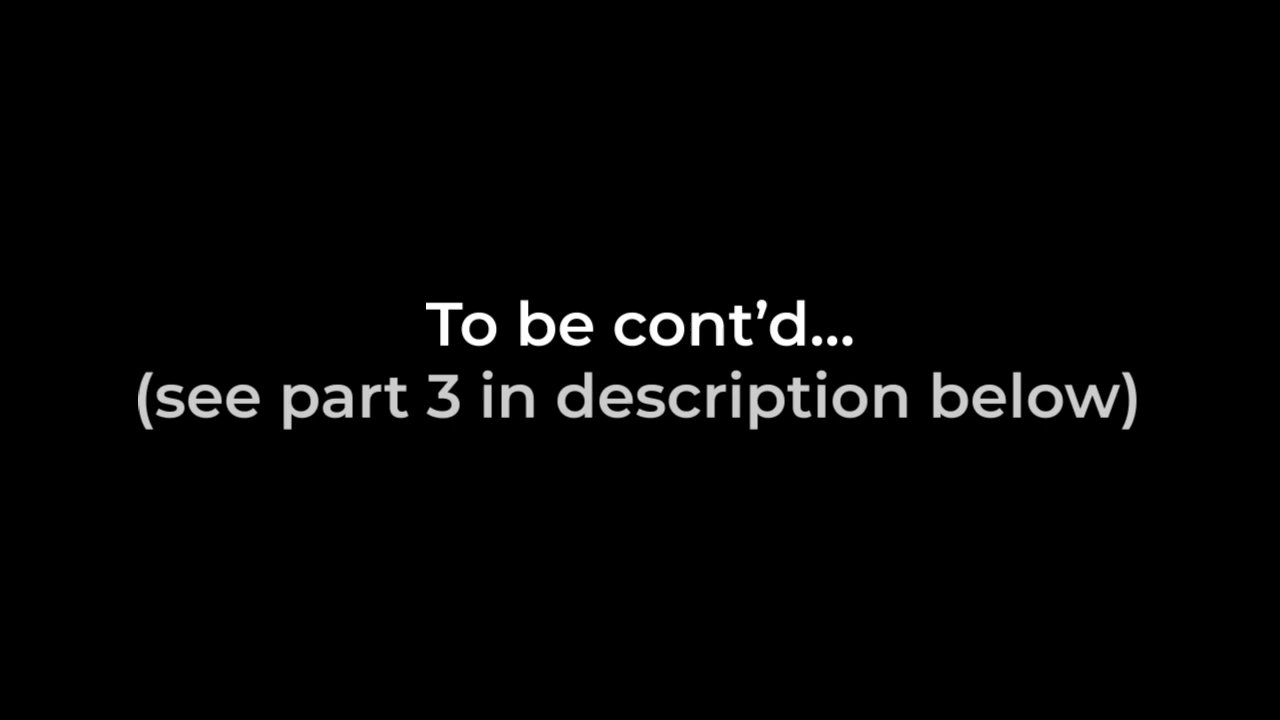 To be cont’d...
(see part 3 in description below)